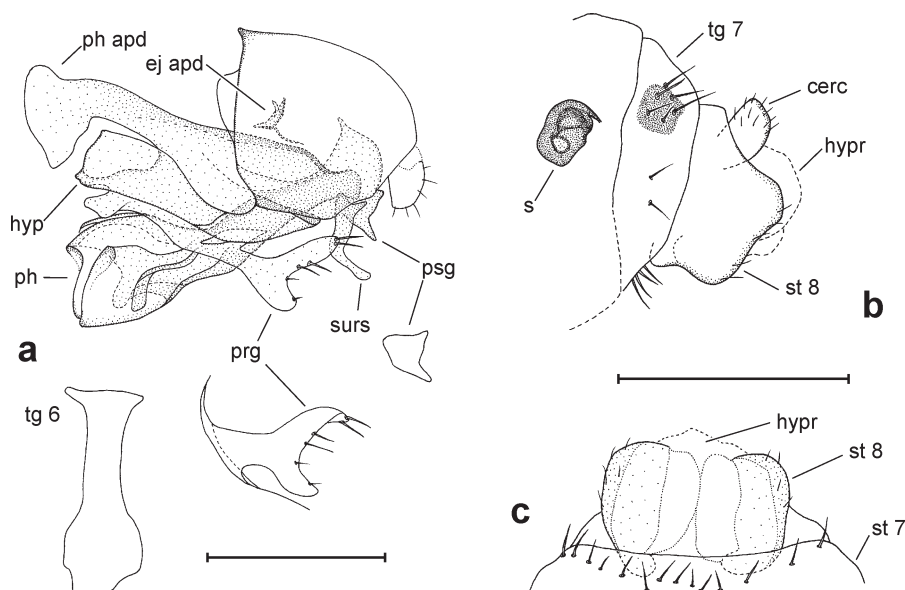 ph apd
ej apd
hyp
ph
psg
surs
prg
a
tg 6
tg 7
cerc
hypr
s
st 8
b
hypr
st 8
c
st 7